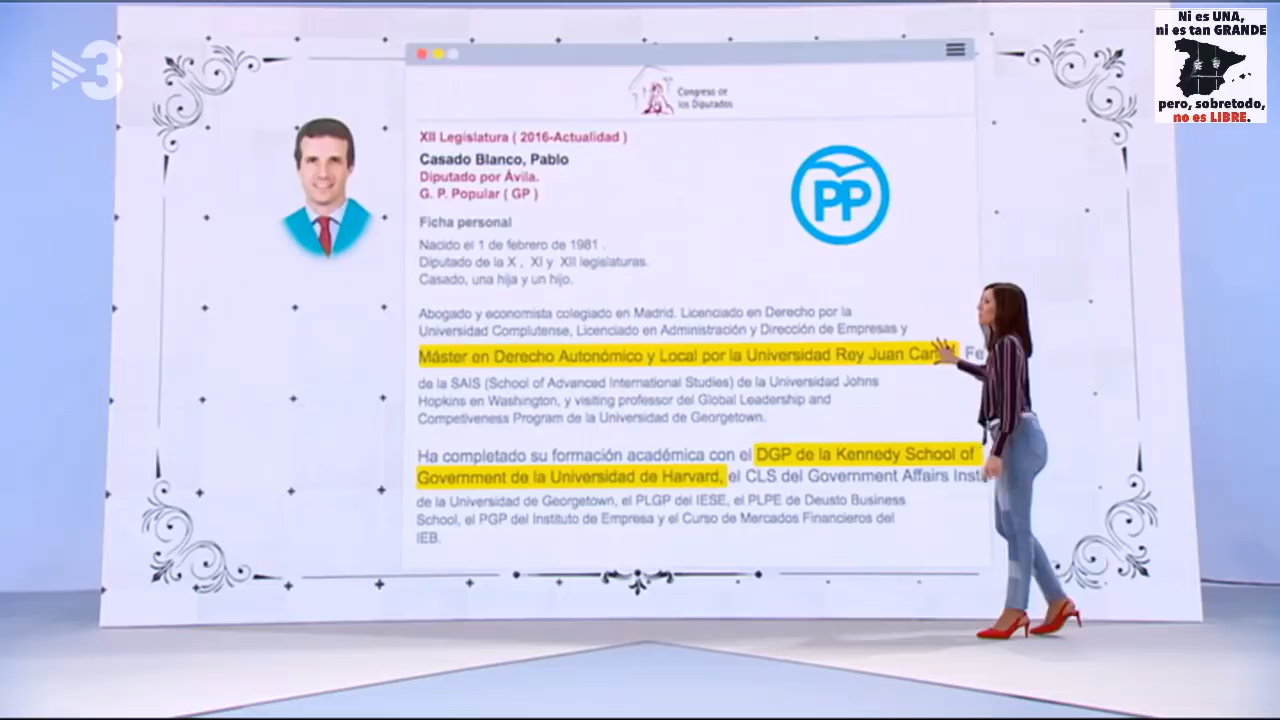 3
Ni es UNA,
ni es tan GRANDE
pero, sobretodo,
no es LIBRE.
Congreso de
los Diputados
XII Legislatura ( 2016-Actualidad )
Casado Blanco, Pablo
Diputado por Ávila.
G. P. Popular ( GP )
PP
Ficha personal
Nacido el 1 de febrero de 1981 .
Diputado de la X , XI y XII legislaturas.
Casado, una hija y un hijo.
Abogado y economista colegiado en Madrid. Licenciado en Derecho por la
Universidad Complutense, Licenciado en Administración y Dirección de Empresas y
Máster en Derecho Autonómico y Local por la Universidad Rey Juan
de la SAIS (School of Advanced International Studies) de la Universidad Johns
Hopkins en Washington, y visiting professor del Global Leadership and
Competiveness Program de la Universidad de Georgetown.
Ha completado su formación académica con el DGP de la Kennedy School of
Government de la Universidad de Harvard, el CLS del Government Affairs
de la Universidad de Georgetown, el PLGP del IESE, el PLPE de Deusto Business
School, el PGP del Instituto de Empresa y el Curso de Mercados Financieros del
IEB.